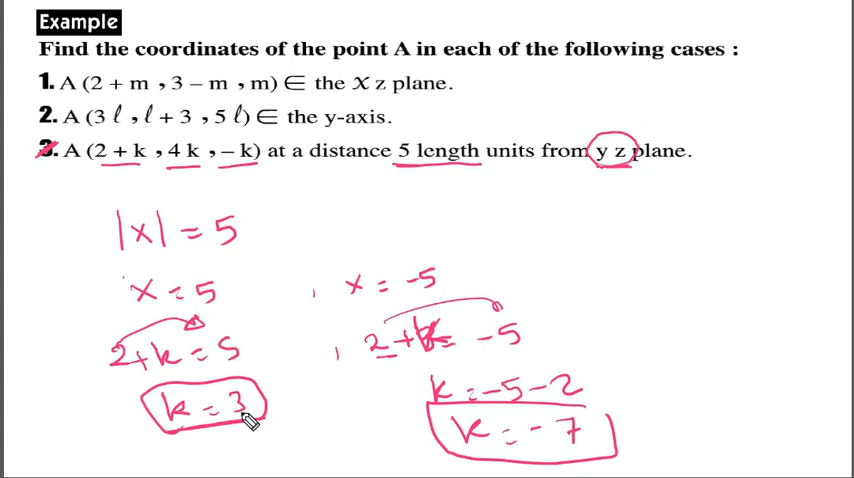 Example
Find the coordinates of the point A in each of the following cases :
1. A (2 + m , 3 – m , m) ∈ the X z plane.
2. A (3 ℓ , ℓ + 3 , 5 ℓ) ∈ the y-axis.
3. A (2 + k , 4 k , – k) at a distance 5 length units from y z plane.
|x| = 5
x = 5 , x = -5
2+k = 5 , 2+k = -5
k = -5-2
k = 3
k = -7